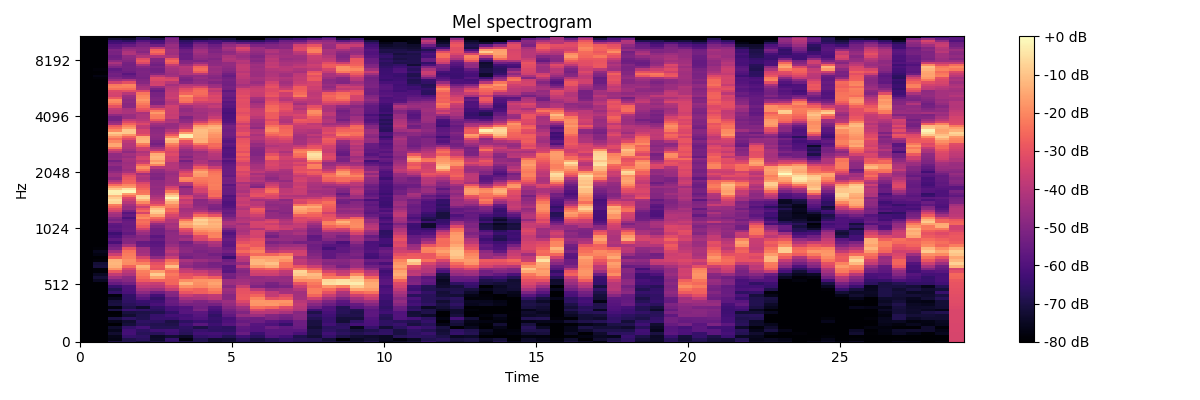 Mel spectrogram
Hz
8192
4096
2048
1024
512
0
0 5 10 15 20 25
Time
+0 dB
-10 dB
-20 dB
-30 dB
-40 dB
-50 dB
-60 dB
-70 dB
-80 dB